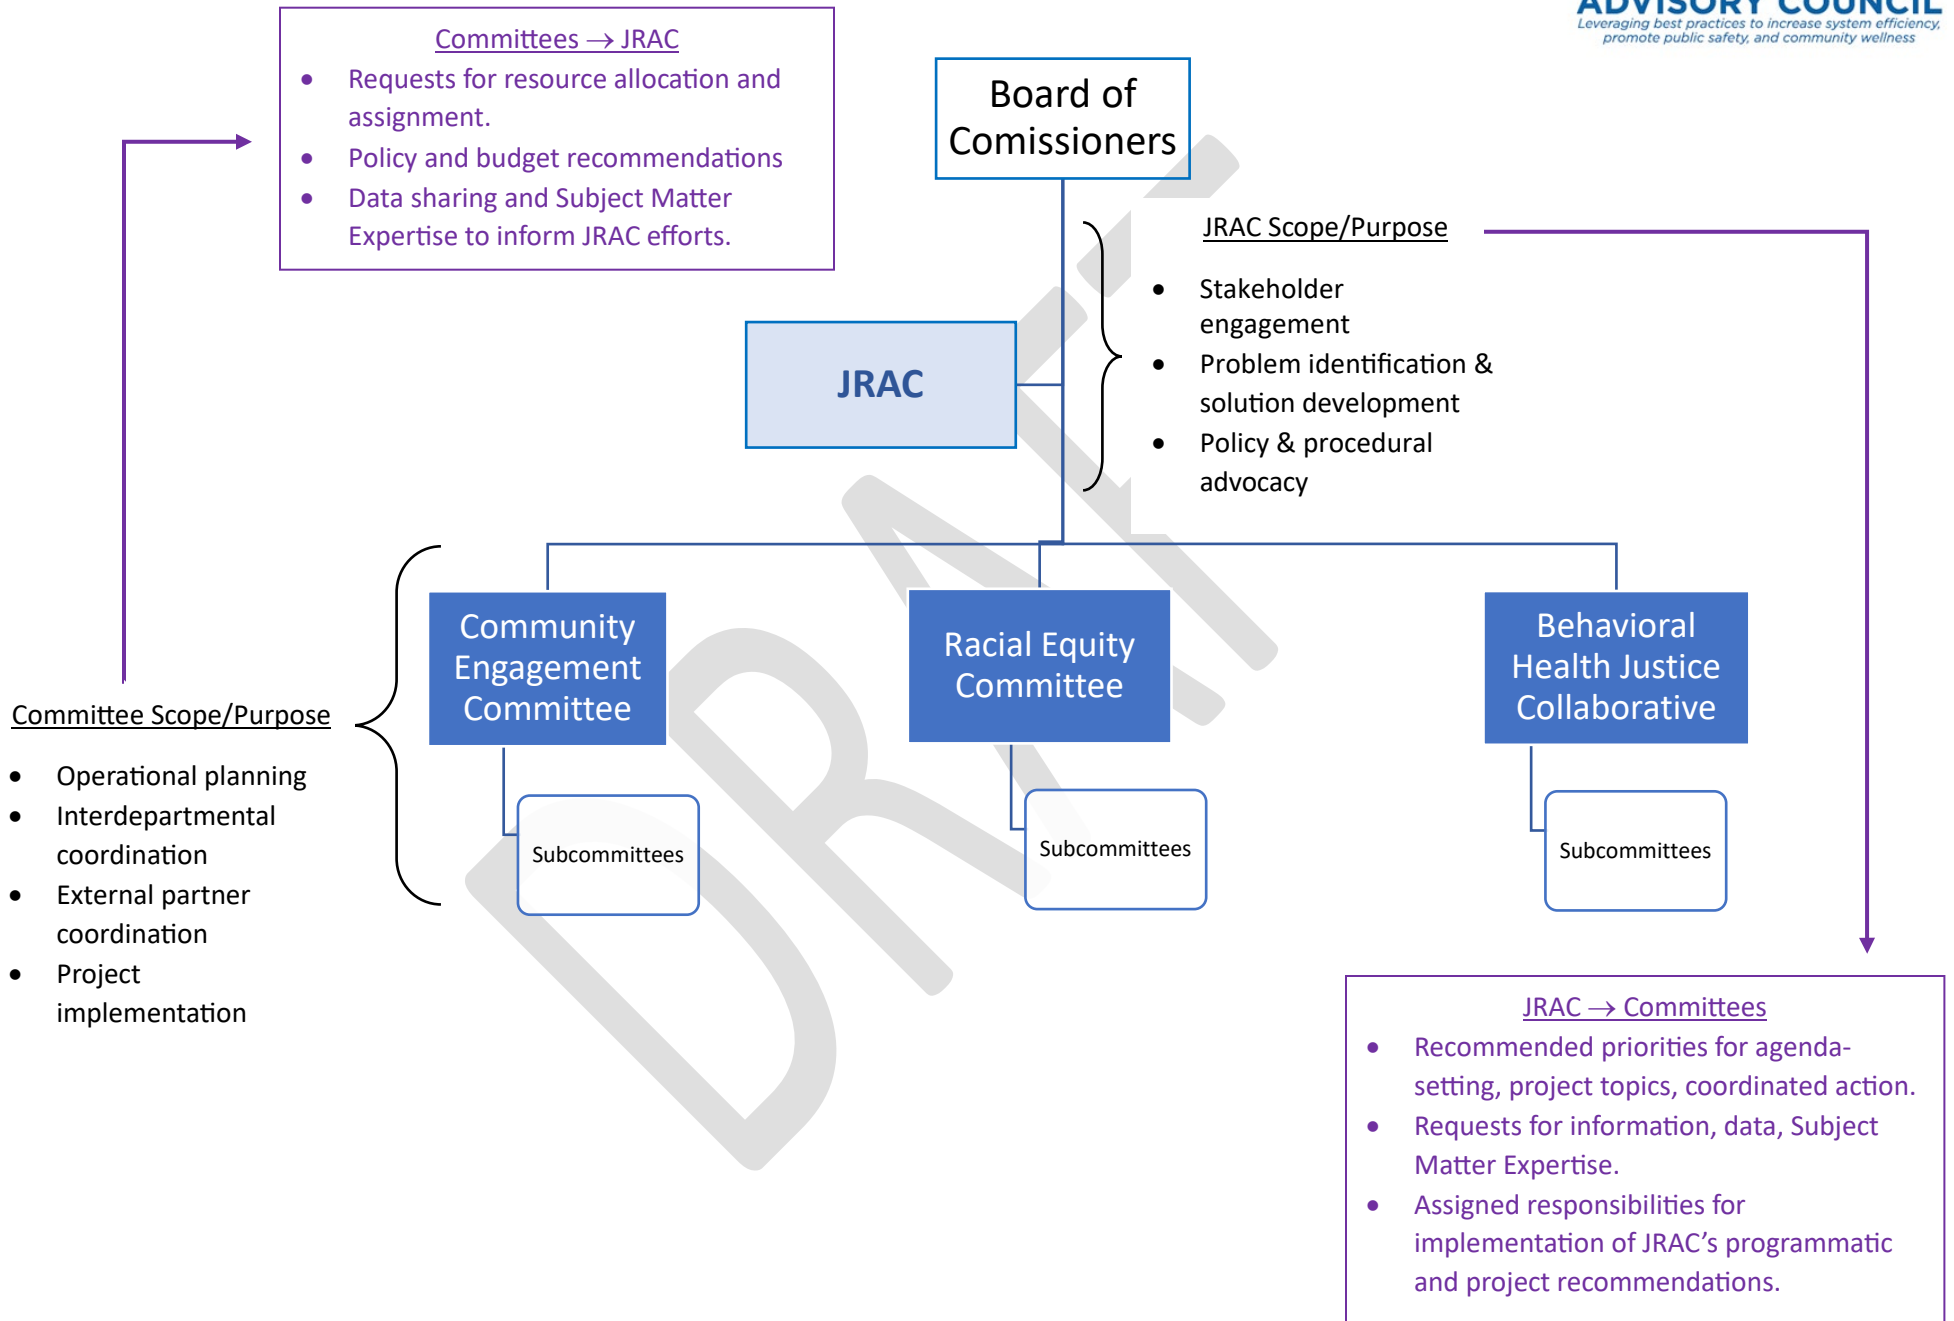 ADVISORY COUNCIL
Leveraging best practices to increase system efficiency,
promote public safety, and community wellness
Committees → JRAC
• Requests for resource allocation and
assignment.
• Policy and budget recommendations
• Data sharing and Subject Matter
Expertise to inform JRAC efforts.
Board of
Comissioners
JRAC Scope/Purpose
• Stakeholder
engagement
• Problem identification &
solution development
• Policy & procedural
advocacy
JRAC
Community
Engagement
Committee
Racial Equity
Committee
Behavioral
Health Justice
Collaborative
Subcommittees
Subcommittees
Subcommittees
Committee Scope/Purpose
• Operational planning
• Interdepartmental
coordination
• External partner
coordination
• Project
implementation
JRAC → Committees
• Recommended priorities for agenda-
setting, project topics, coordinated action.
• Requests for information, data, Subject
Matter Expertise.
• Assigned responsibilities for
implementation of JRAC’s programmatic
and project recommendations.
DRAFT